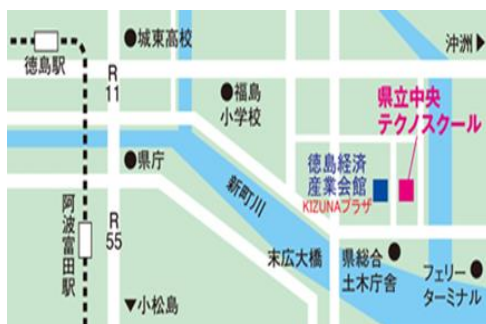 城東高校
沖洲
徳島駅
R
11
福島
小学校
県立中央
テクノスクール
県庁
徳島経済
産業会館
KIZUNAプラザ
新町川
阿波富田駅
R
55
末広大橋
県総合
土木庁舎
フェリー
ターミナル
▼小松島